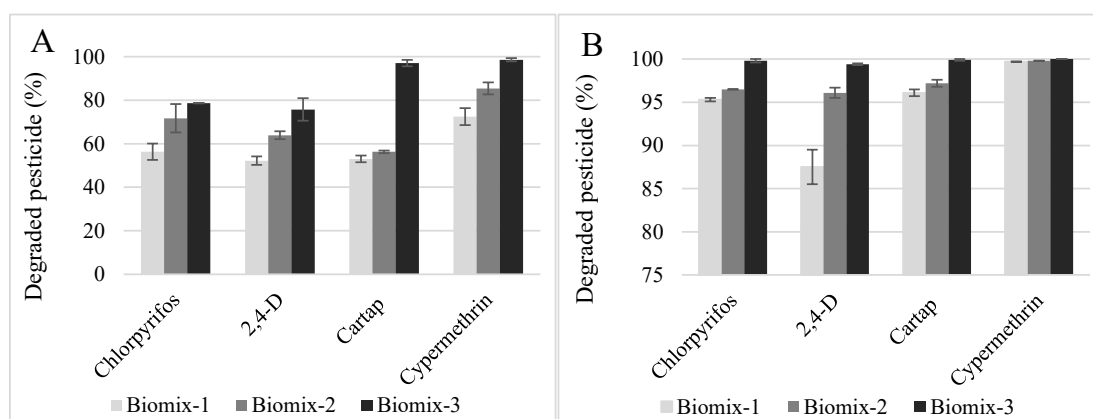 A
Degraded pesticide (%)
100
80
60
40
20
0
Chlorpyrifos
2,4-D
Cartap
Cypermethrin
Biomix-1 Biomix-2 Biomix-3
B
Degraded pesticide (%)
100
95
90
85
80
75
Chlorpyrifos
2,4-D
Cartap
Cypermethrin
Biomix-1 Biomix-2 Biomix-3